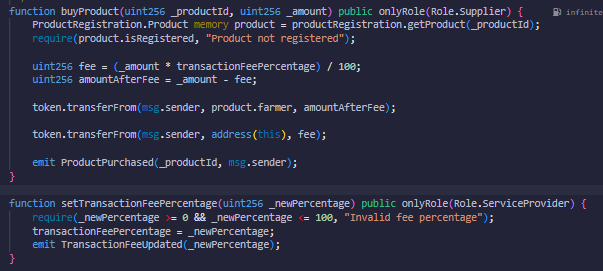 function buyProduct(uint256 _productId, uint256 _amount) public onlyRole(Role.Supplier) { infinite
ProductRegistration.Product memory product = productRegistration.getProduct(_productId);
require(product.isRegistered, "Product not registered");
uint256 fee = (_amount * transactionFeePercentage) / 100;
uint256 amountAfterFee = _amount - fee;
token.transferFrom(msg.sender, product.farmer, amountAfterFee);
token.transferFrom(msg.sender, address(this), fee);
emit ProductPurchased(_productId, msg.sender);
}
function setTransactionFeePercentage(uint256 _newPercentage) public onlyRole(Role.ServiceProvider) {
require(_newPercentage >= 0 && _newPercentage <= 100, "Invalid fee percentage");
transactionFeePercentage = _newPercentage;
emit TransactionFeeUpdated(_newPercentage);
}